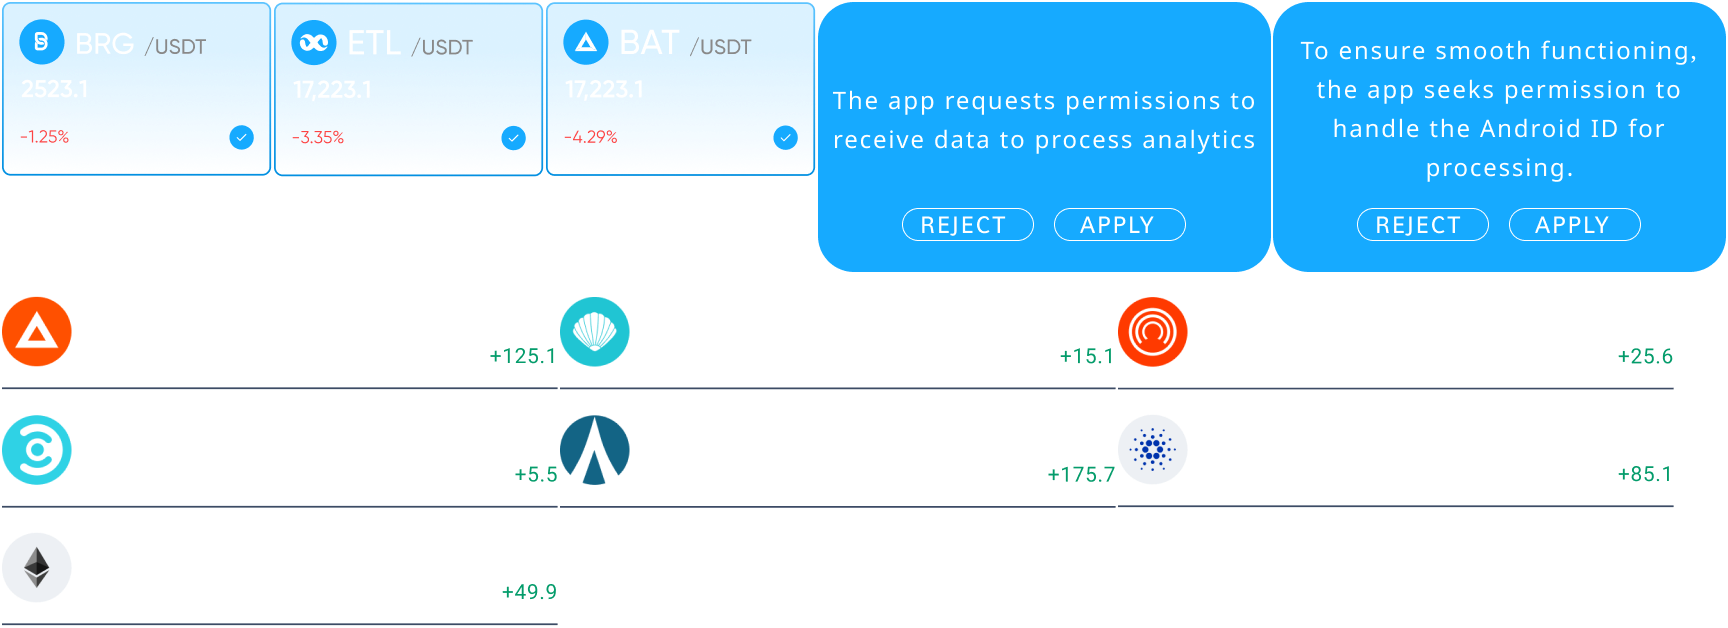 BRG /USDT
2523.1
-1.25%
ETL /USDT
17,223.1
-3.35%
BAT /USDT
17,223.1
-4.29%
The app requests permissions to
receive data to process analytics
REJECT APPLY
To ensure smooth functioning,
the app seeks permission to
handle the Android ID for
processing.
REJECT APPLY
+125.1
+15.1
+25.6
+5.5
+175.7
+85.1
+49.9